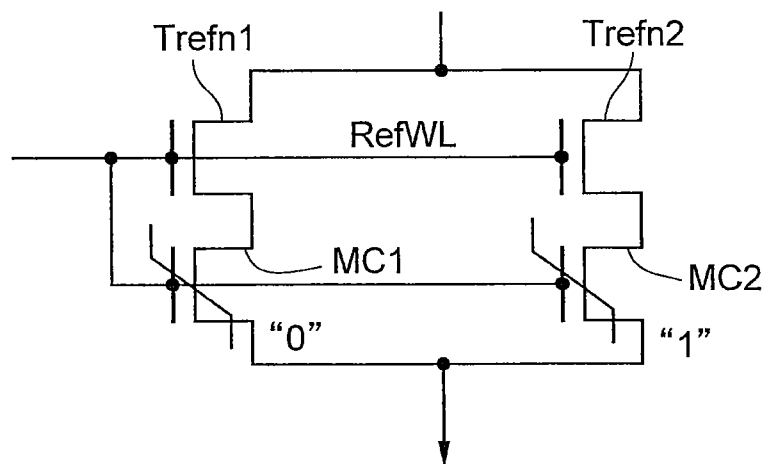 Trefn1
Trefn2
RefWL
MC1
MC2
“0”
“1”